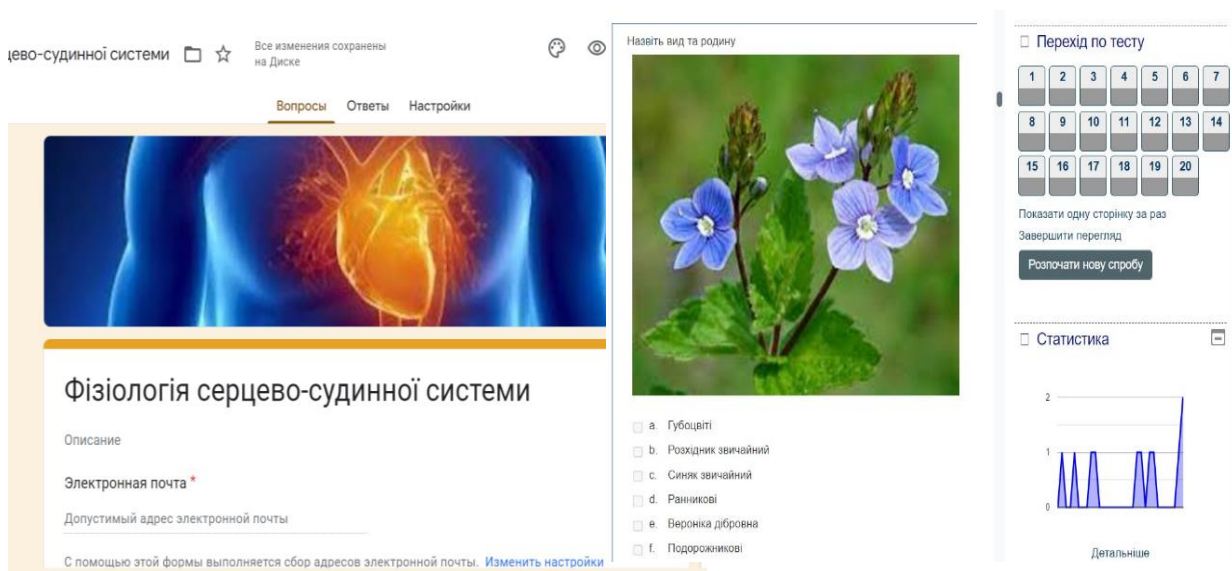 цево-судинної системи
Все изменения сохранены
на Диске
Вопросы Ответы Настройки
Фізіологія серцево-судинної системи
Описание
Электронная почта *
Допустимый адрес электронной почты
С помощью этой формы выполняется сбор адресов электронной почты. Изменить настройки
Назвіть вид та родину
a. Губоцвіті
b. Розхідник звичайний
c. Синяк звичайний
d. Ранникові
e. Вероніка дібровна
f. Подорожникові
Перехід по тесту
1 2 3 4 5 6 7
8 9 10 11 12 13 14
15 16 17 18 19 20
Показати одну сторінку за раз
Завершити перегляд
Розпочати нову спробу
Статистика
2
1
0
Детальніше